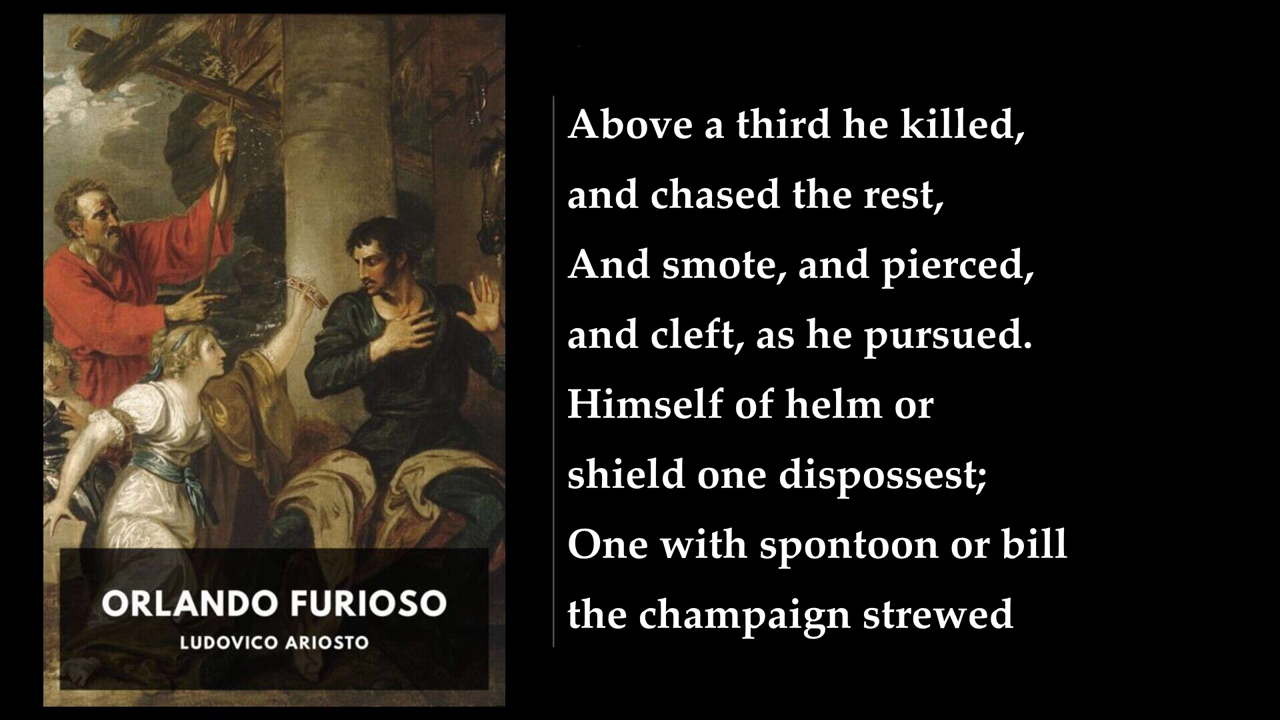 ORLANDO FURIOSO
LUDOVICO ARIOSTO
Above a third he killed,
and chased the rest,
And smote, and pierced,
and cleft, as he pursued.
Himself of helm or
shield one dispossest;
One with spontoon or bill
the champaign strewed